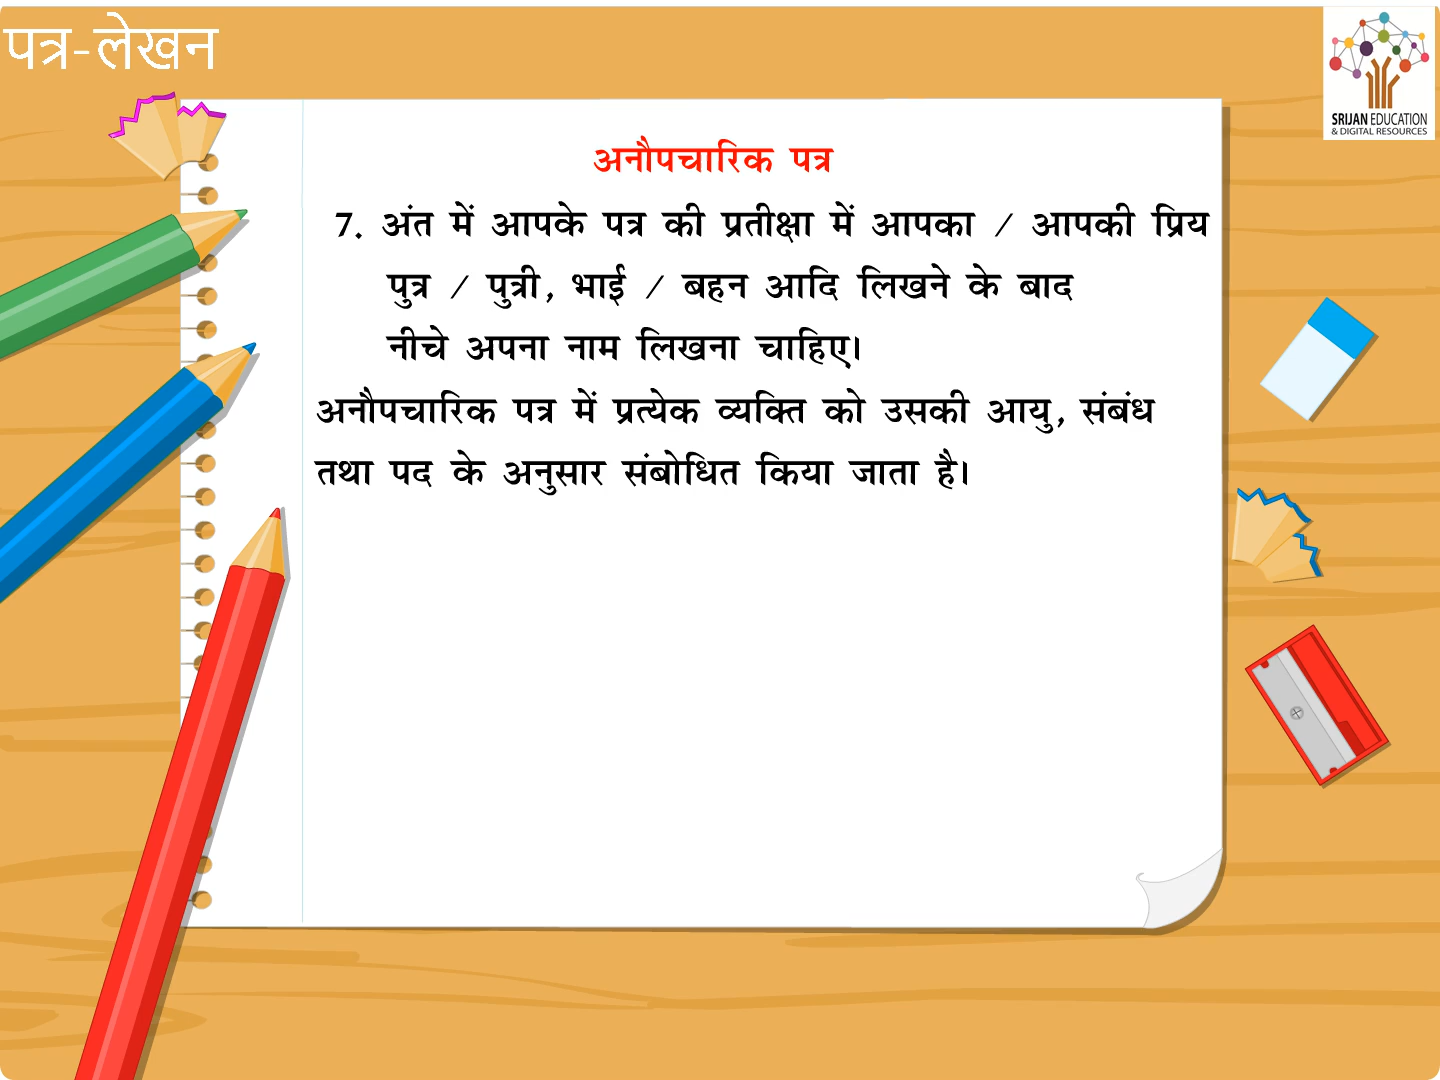 पत्र-लेखन
SRIJAN EDUCATION
& DIGITAL RESOURCES
अनौपचारिक पत्र
7. अंत में आपके पत्र की प्रतीक्षा में आपका / आपकी प्रिय
पुत्र / पुत्री, भाई / बहन आदि लिखने के बाद
नीचे अपना नाम लिखना चाहिए।
अनौपचारिक पत्र में प्रत्येक व्यक्ति को उसकी आयु, संबंध
तथा पद के अनुसार संबोधित किया जाता है।